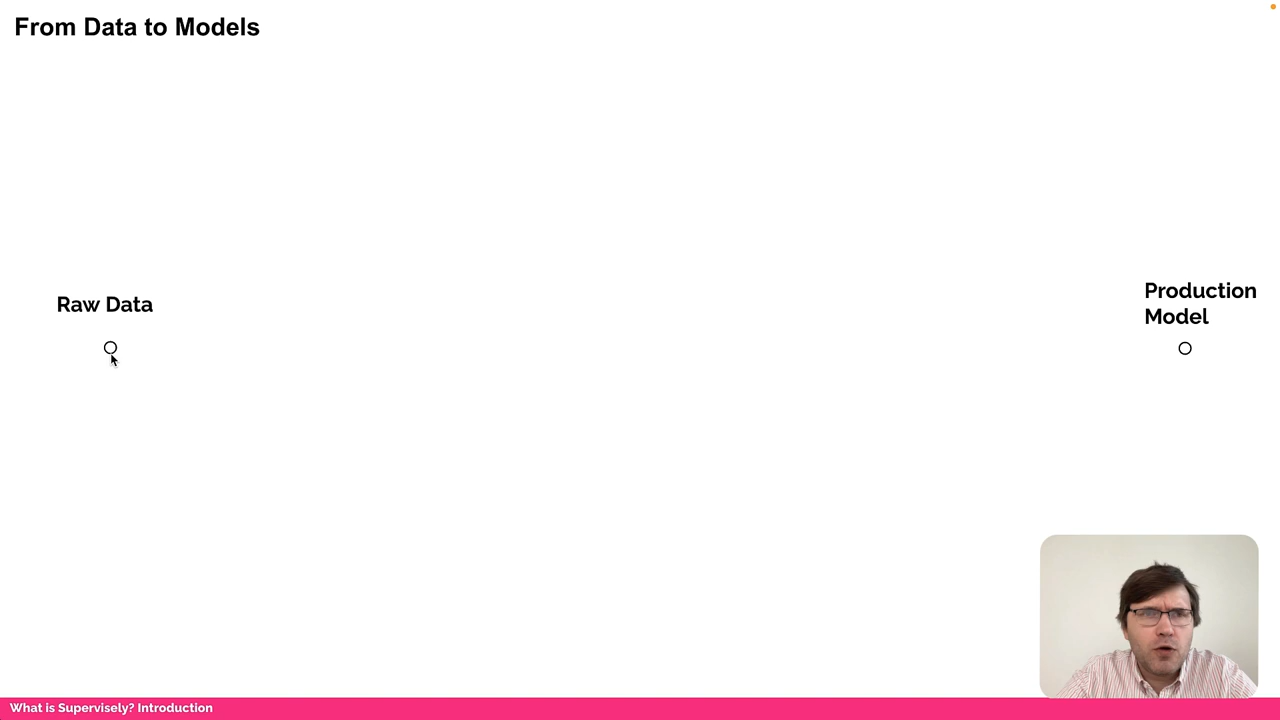 From Data to Models
Raw Data
Production
Model
What is Supervisely? Introduction